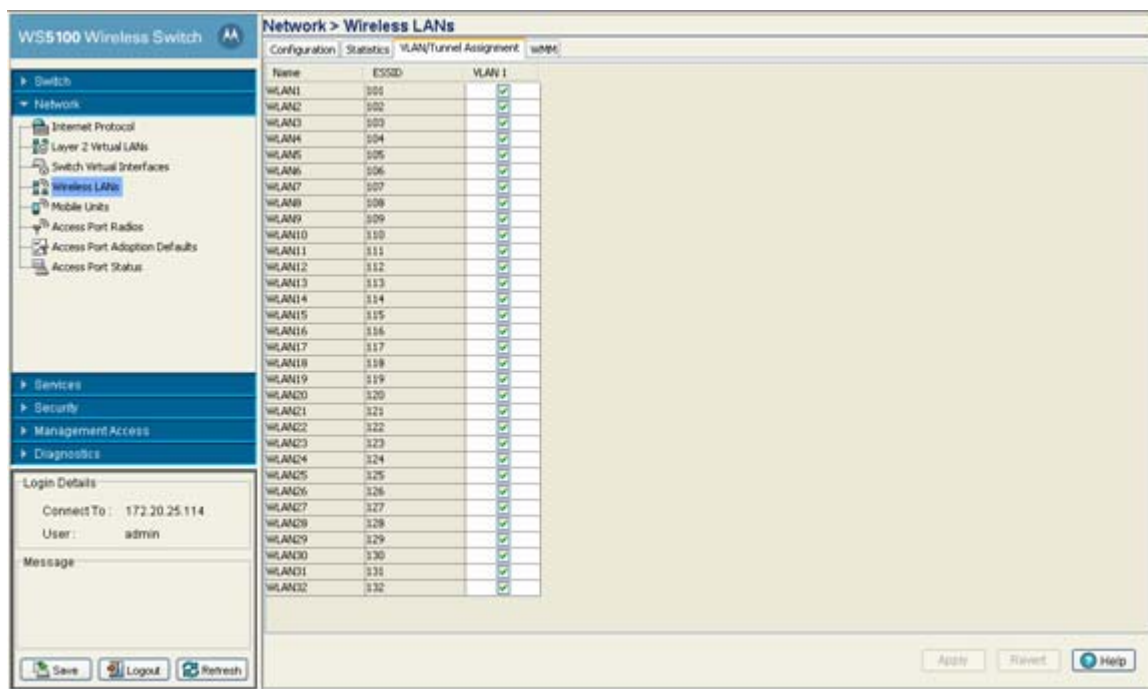 WS5100 Wireless Switch
Switch
Network
Internet Protocol
Layer 2 Virtual LANs
Switch Virtual Interfaces
Wireless LANs
Mobile Units
Access Port Radios
Access Port Adoption Defaults
Access Port Status
Services
Security
Management Access
Diagnostics
Login Details
Connect To : 172.20.25.114
User : admin
Message
Save Logout Refresh
Network > Wireless LANs
Configuration Statistics VLAN/Tunnel Assignment WMM
Name ESSID VLAN 1
WLAN1 101
WLAN2 102
WLAN3 103
WLAN4 104
WLAN5 105
WLAN6 106
WLAN7 107
WLAN8 108
WLAN9 109
WLAN10 110
WLAN11 111
WLAN12 112
WLAN13 113
WLAN14 114
WLAN15 115
WLAN16 116
WLAN17 117
WLAN18 118
WLAN19 119
WLAN20 120
WLAN21 121
WLAN22 122
WLAN23 123
WLAN24 124
WLAN25 125
WLAN26 126
WLAN27 127
WLAN28 128
WLAN29 129
WLAN30 130
WLAN31 131
WLAN32 132
Apply Revert Help